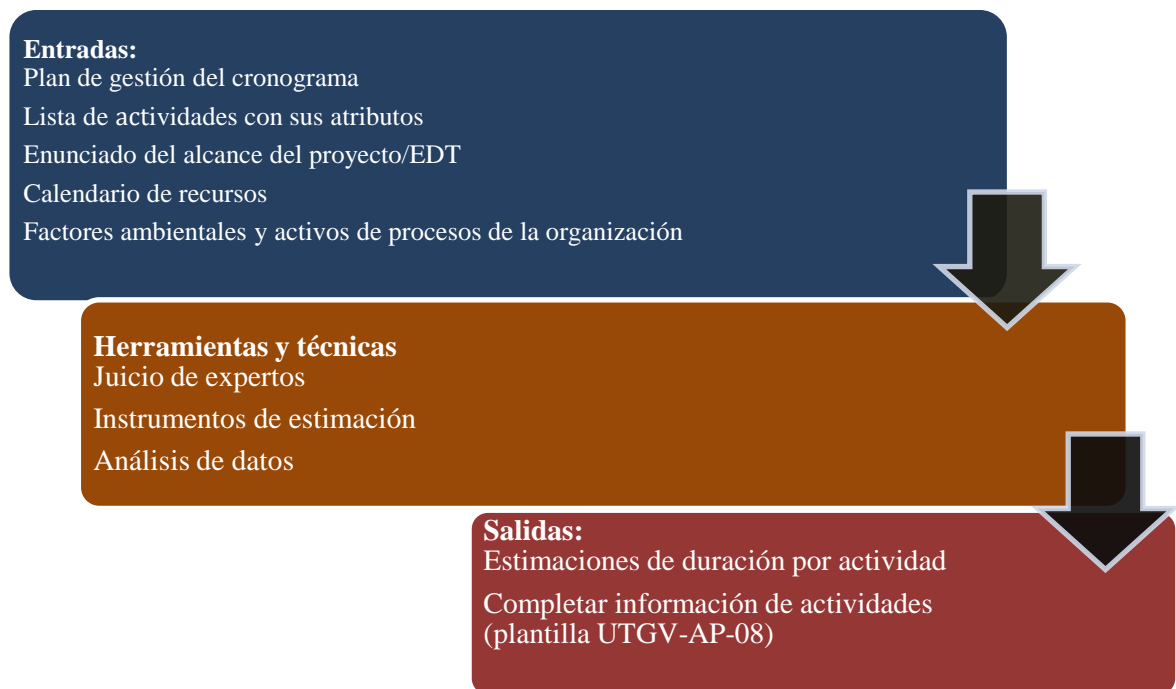 Entradas:
Plan de gestión del cronograma
Lista de actividades con sus atributos
Enunciado del alcance del proyecto/EDT
Calendario de recursos
Factores ambientales y activos de procesos de la organización
Herramientas y técnicas
Juicio de expertos
Instrumentos de estimación
Análisis de datos
Salidas:
Estimaciones de duración por actividad
Completar información de actividades
(plantilla UTGV-AP-08)